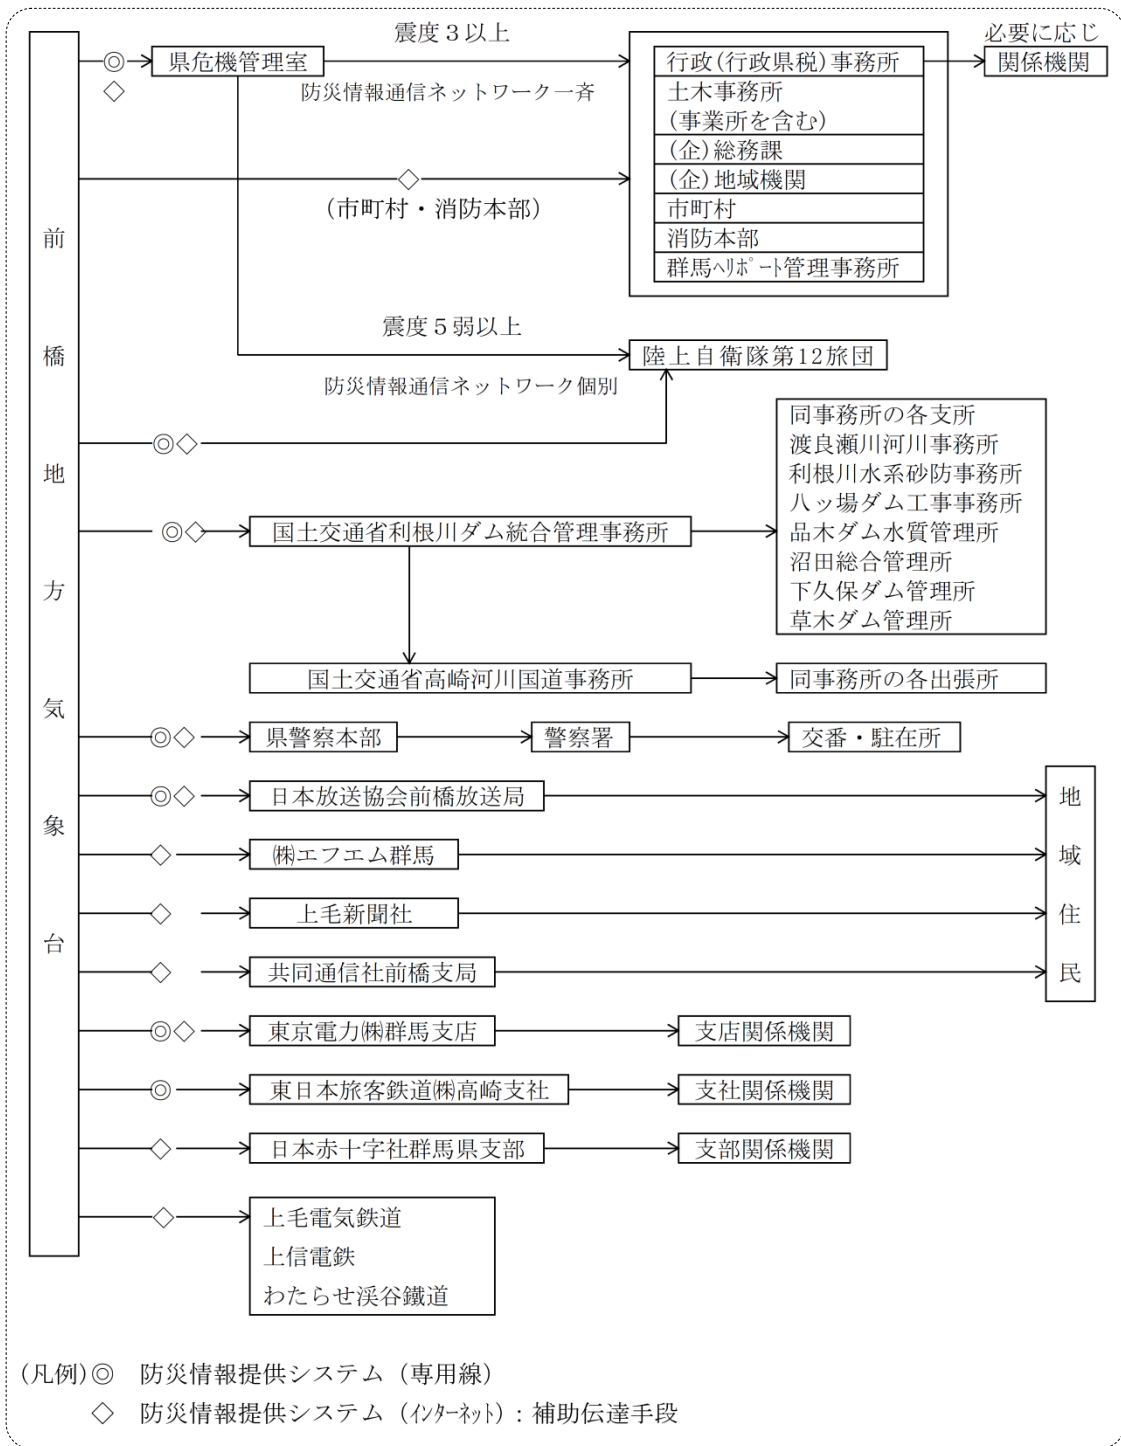 前橋地方気象台
震度３以上
必要に応じ
◎
県危機管理室
行政(行政県税)事務所
関係機関
◇
防災情報通信ネットワーク一斉
土木事務所
(事業所を含む)
(企)総務課
◇
(企)地域機関
(市町村・消防本部)
市町村
消防本部
群馬ヘリポート管理事務所
震度５弱以上
陸上自衛隊第12旅団
防災情報通信ネットワーク個別
◎◇
同事務所の各支所
渡良瀬川河川事務所
利根川水系砂防事務所
八ッ場ダム工事事務所
◎◇
国土交通省利根川ダム統合管理事務所
品木ダム水質管理所
沼田総合管理所
下久保ダム管理所
草木ダム管理所
国土交通省高崎河川国道事務所
同事務所の各出張所
◎◇
県警察本部
警察署
交番・駐在所
◎◇
日本放送協会前橋放送局
地域住民
◇
㈱エフエム群馬
◇
上毛新聞社
◇
共同通信社前橋支局
◎◇
東京電力㈱群馬支店
支店関係機関
◎
東日本旅客鉄道㈱高崎支社
支社関係機関
◇
日本赤十字社群馬県支部
支部関係機関
◇
上毛電気鉄道
上信電鉄
わたらせ渓谷鐵道
(凡例)◎　防災情報提供システム（専用線）
◇　防災情報提供システム（インターネット）：補助伝達手段